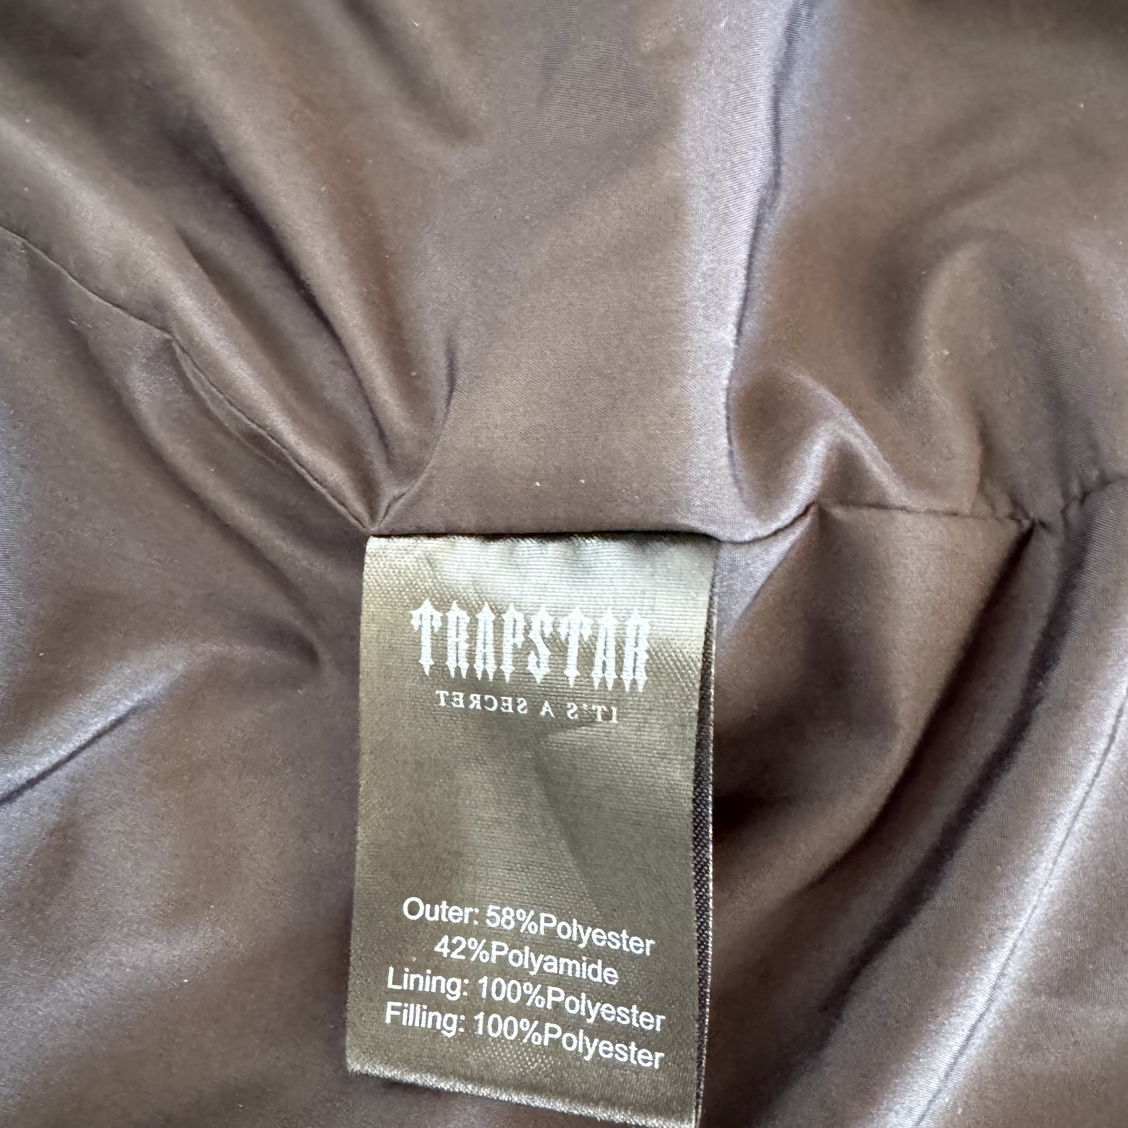 TRAPSTAR
IT'S A SECRET
Outer: 58%Polyester
42%Polyamide
Lining: 100%Polyester
Filling: 100%Polyester